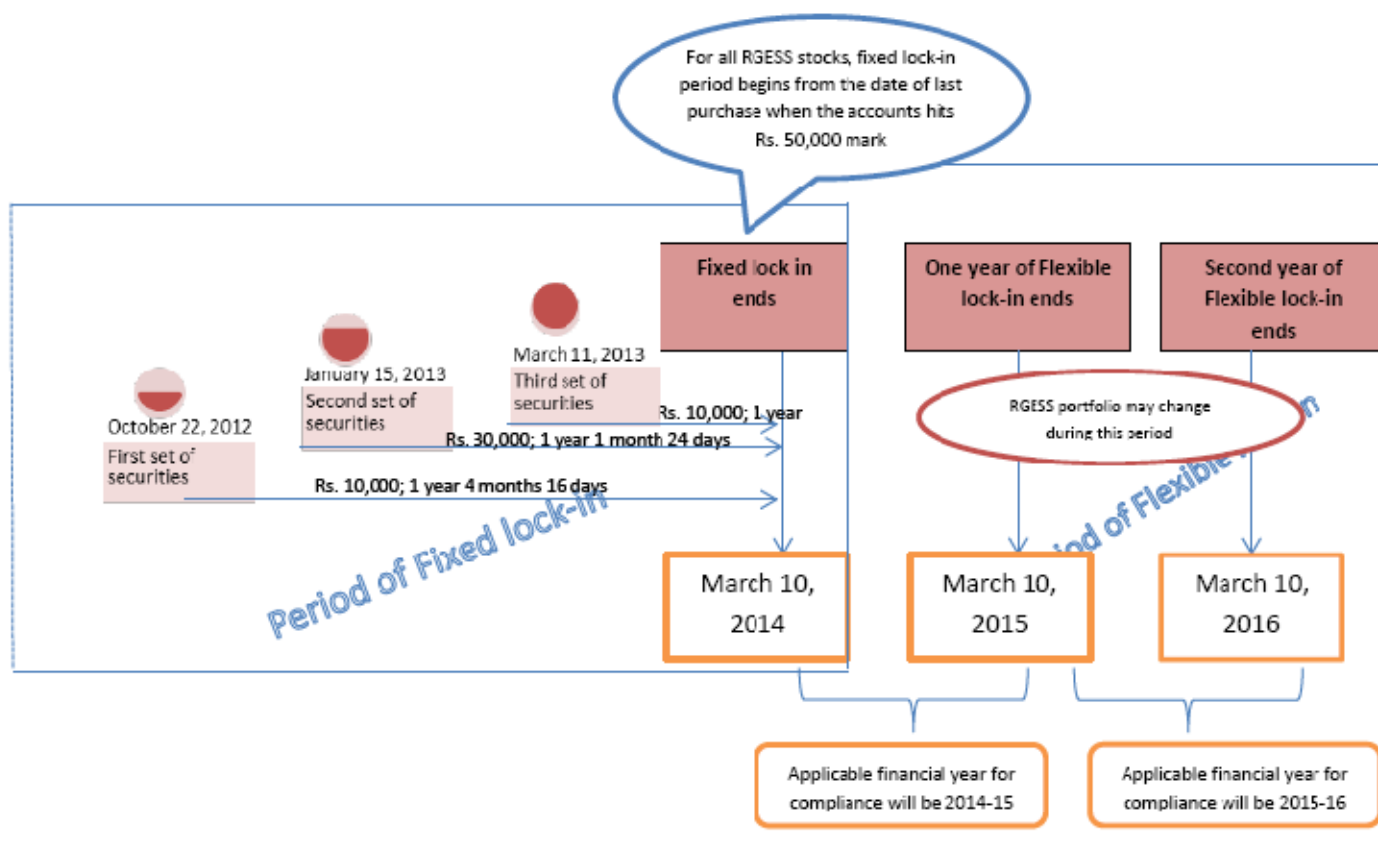 For all RGESS stocks, fixed lock-in
period begins from the date of last
purchase when the accounts hits
Rs. 50,000 mark
Fixed lock in
ends
One year of Flexible
lock-in ends
Second year of
Flexible lock-in
ends
March 11, 2013
Third set of
securities
January 15, 2013
Second set of
securities
October 22, 2012
First set of
securities
Rs. 10,000; 1 year
Rs. 30,000; 1 year 1 month 24 days
Rs. 10,000; 1 year 4 months 16 days
RGESS portfolio may change
during this period
Period of Fixed lock-in
of Flexible
March 10,
2014
March 10,
2015
March 10,
2016
Applicable financial year for
compliance will be 2014-15
Applicable financial year for
compliance will be 2015-16